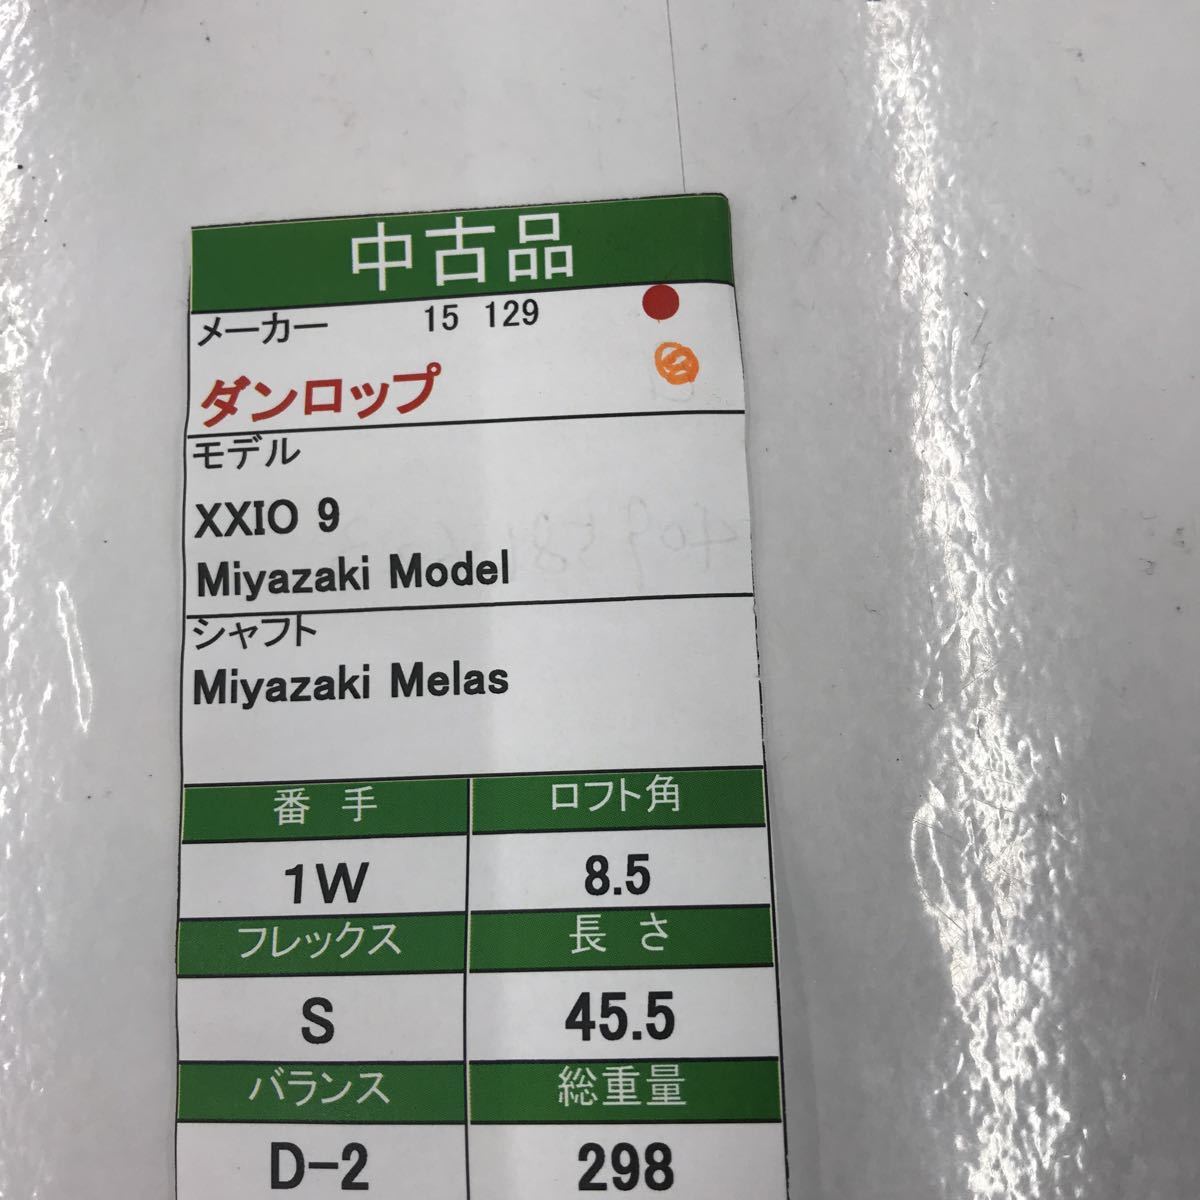 中古品
メーカー 15 129
ダンロップ
モデル
XXIO 9
Miyazaki Model
シャフト
Miyazaki Melas
番手 ロフト角
1W 8.5
フレックス 長さ
S 45.5
バランス 総重量
D-2 298